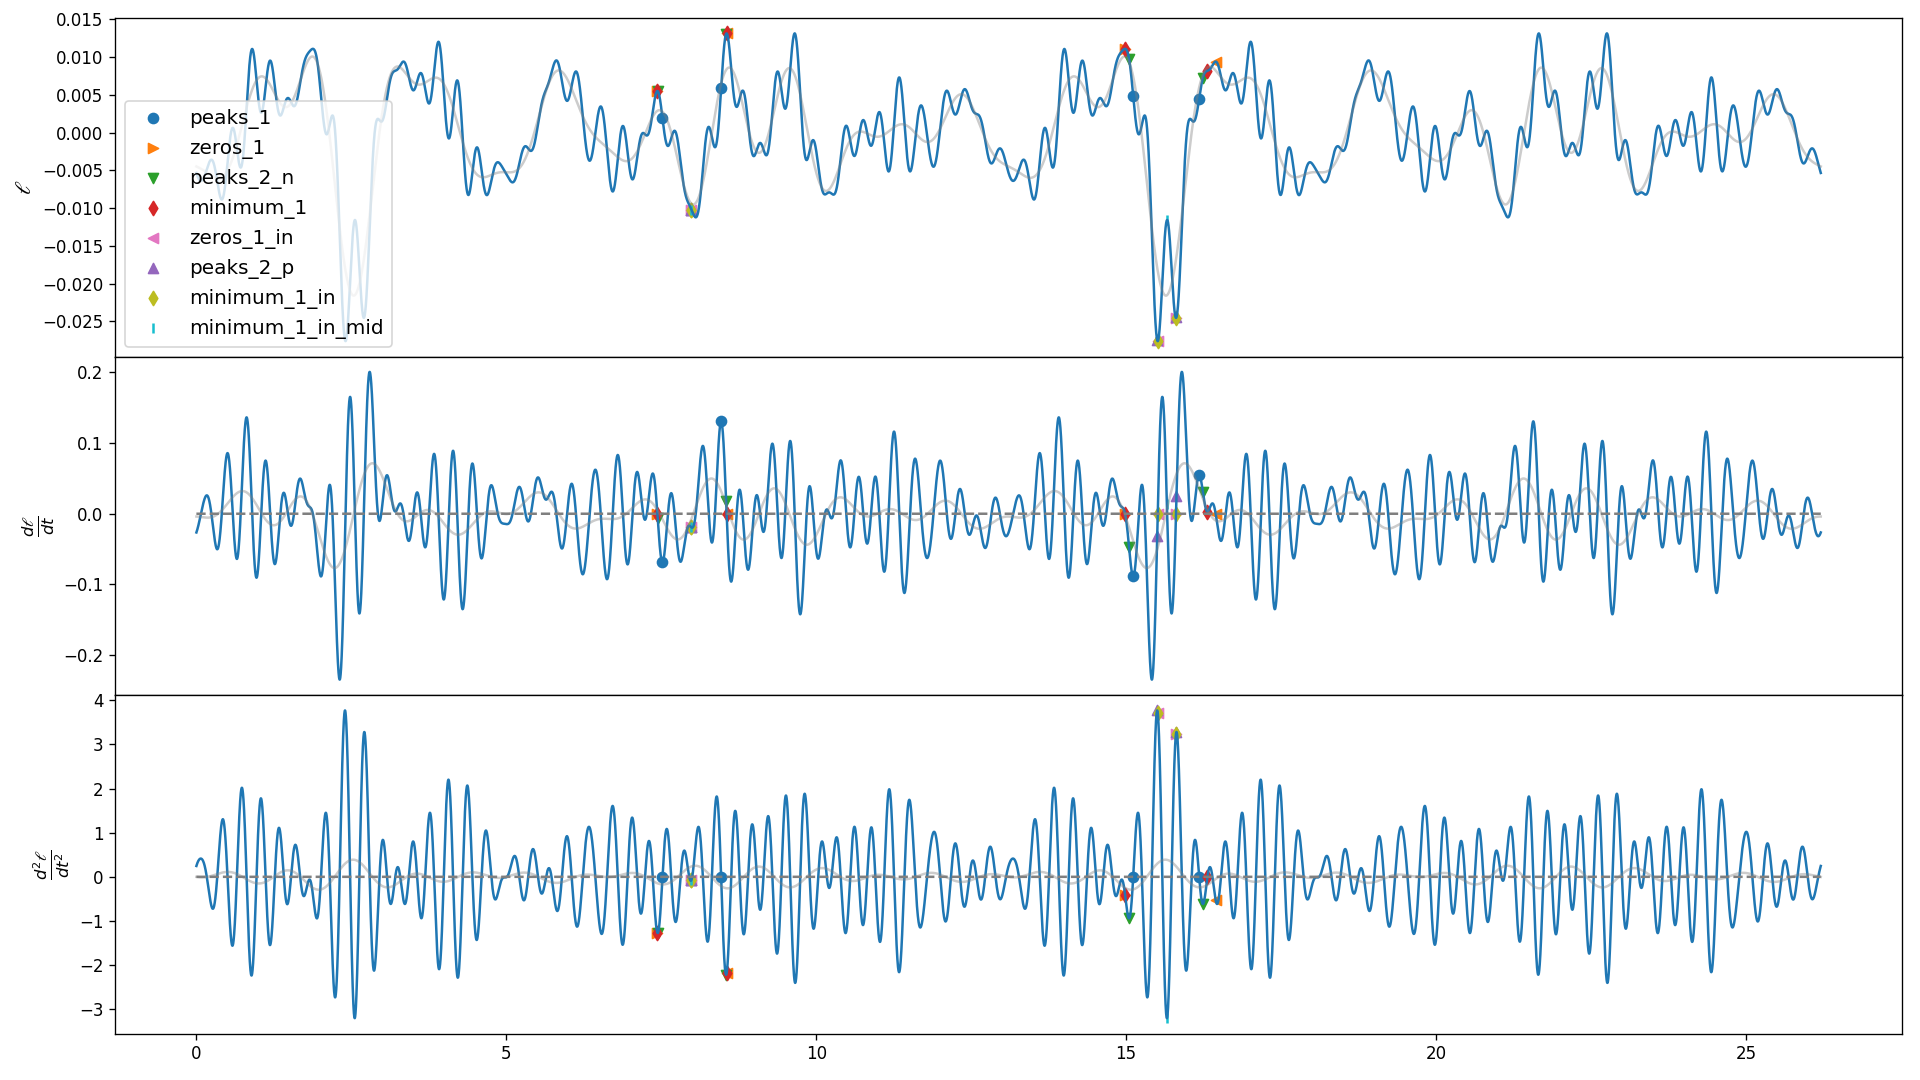 0.015
0.010
0.005
0.000
−0.005
−0.010
−0.015
−0.020
−0.025
ℓ
peaks_1
zeros_1
peaks_2_n
minimum_1
zeros_1_in
peaks_2_p
minimum_1_in
minimum_1_in_mid
0.2
0.1
0.0
−0.1
−0.2
dℓ
dt
4
3
2
1
0
−1
−2
−3
d²ℓ
dt²
0 5 10 15 20 25